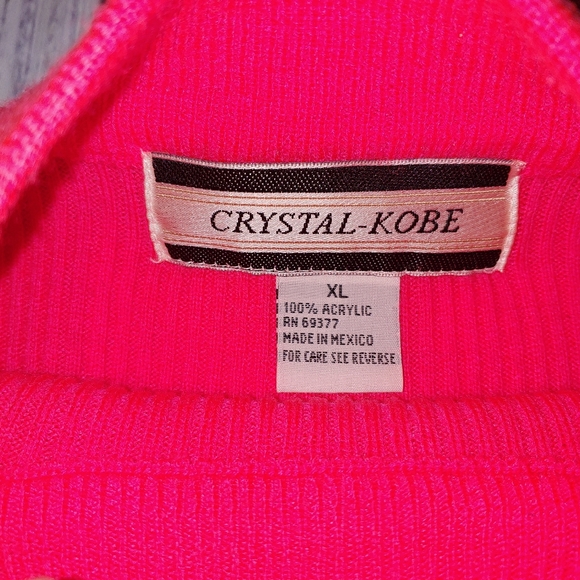 CRYSTAL-KOBE
XL
100% ACRYLIC
RN 69377
MADE IN MEXICO
FOR CARE SEE REVERSE